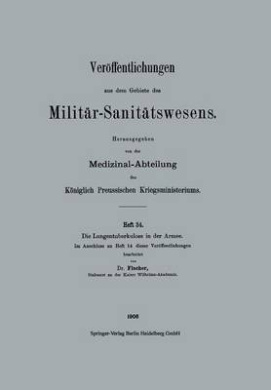 Veröffentlichungen
aus dem Gebiete des
Militär-Sanitätswesens.
Herausgegeben
von der
Medizinal-Abteilung
des
Königlich Preussischen Kriegsministeriums.
Heft 34.
Die Lungentuberkulose in der Armee.
Im Anschluss an Heft 14 dieser Veröffentlichungen
bearbeitet
von
Dr. Fischer,
Stabsarzt an der Kaiser Wilhelms-Akademie.
1906
Springer-Verlag Berlin Heidelberg GmbH